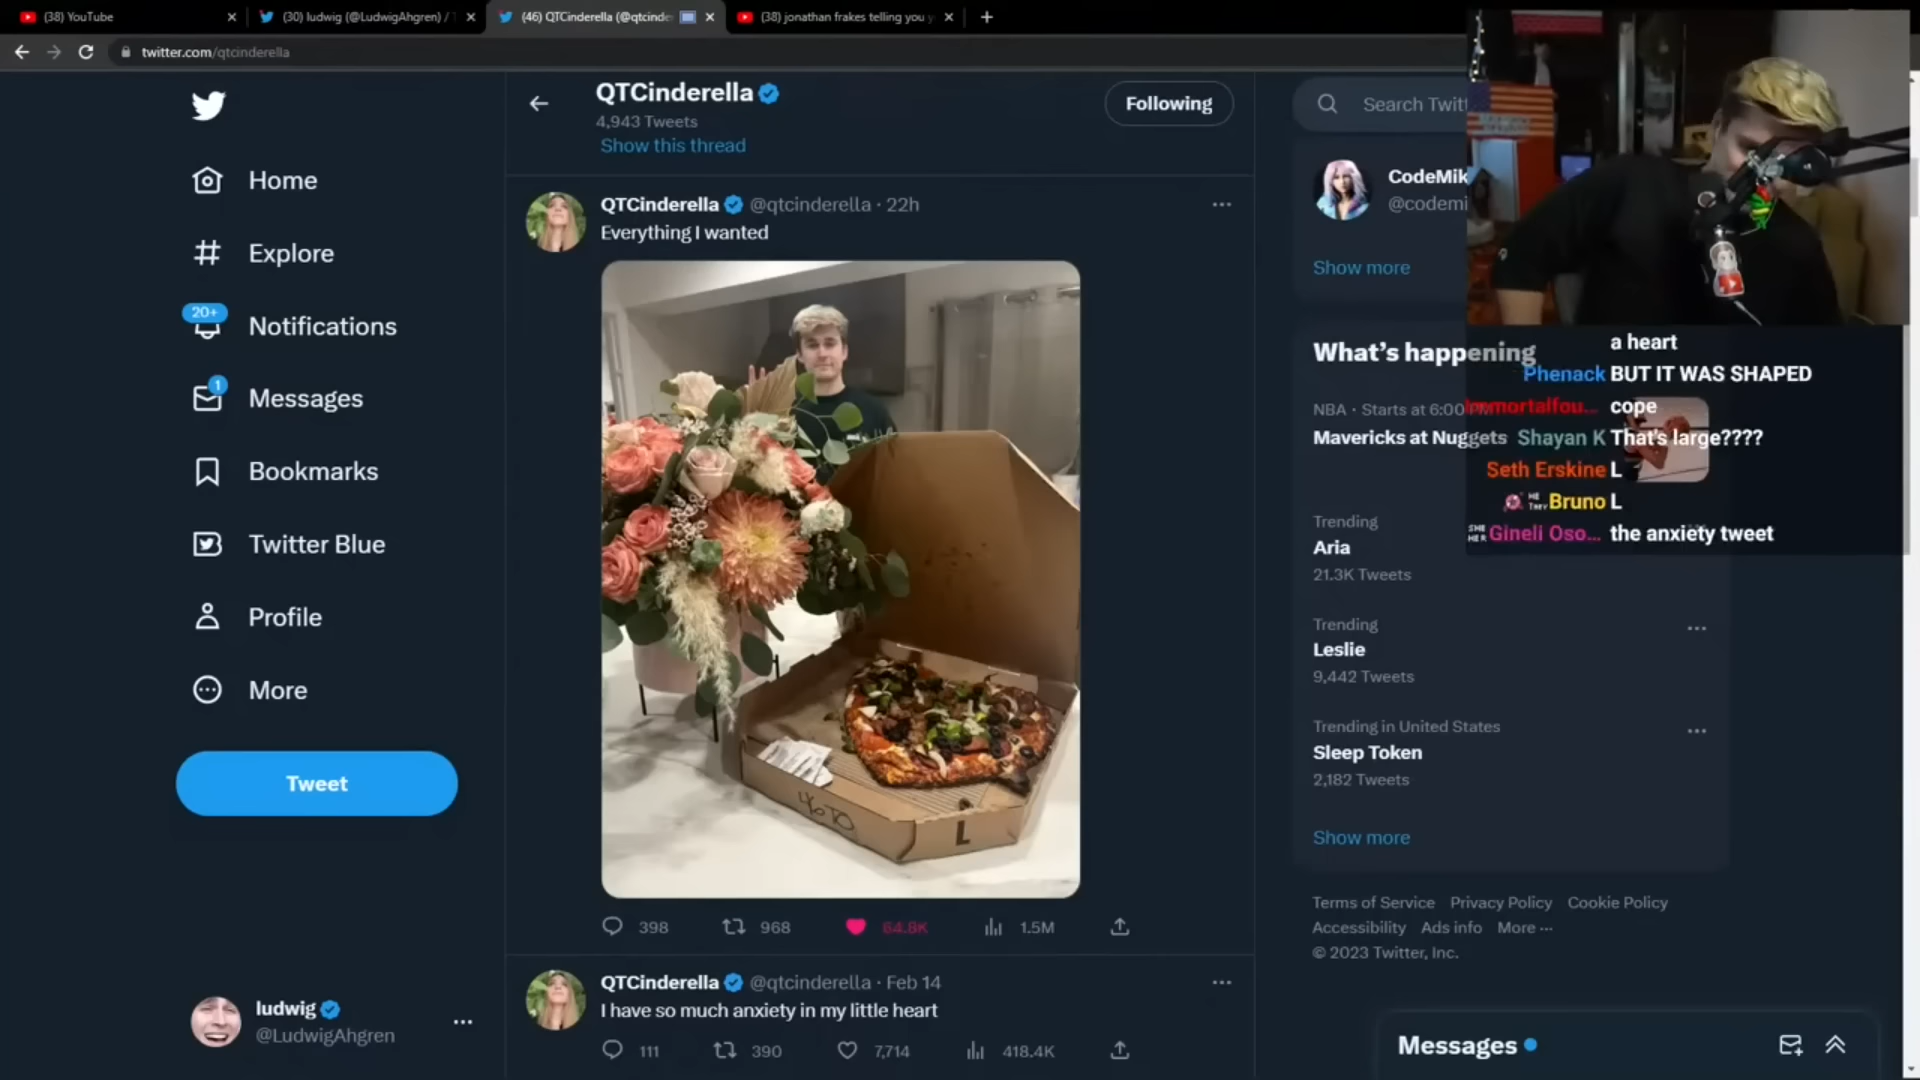 (38) YouTube
(30) ludwig (@LudwigAhgren) / T
(46) QTCinderella (@qtcinde
(38) jonathan frakes telling you y
twitter.com/qtcinderella
Home
Explore
20+
Notifications
1
Messages
Bookmarks
Twitter Blue
Profile
More
Tweet
ludwig
@LudwigAhgren
QTCinderella
4,943 Tweets
Following
Show this thread
QTCinderella @qtcinderella · 22h
Everything I wanted
L
398 968 64.8K 1.5M
QTCinderella @qtcinderella · Feb 14
I have so much anxiety in my little heart
111 390 7,714 418.4K
Search Twit
CodeMik
@codemi
Show more
What's happening
NBA · Starts at 6:00
Mavericks at Nuggets
Trending
Aria
21.3K Tweets
Trending
Leslie
9,442 Tweets
Trending in United States
Sleep Token
2,182 Tweets
Show more
Terms of Service Privacy Policy Cookie Policy
Accessibility Ads info More ···
© 2023 Twitter, Inc.
Messages
a heart
Phenack BUT IT WAS SHAPED
Immortalfou... cope
Shayan K That's large????
Seth Erskine L
HE THEY Bruno L
SHE HER Gineli Oso... the anxiety tweet